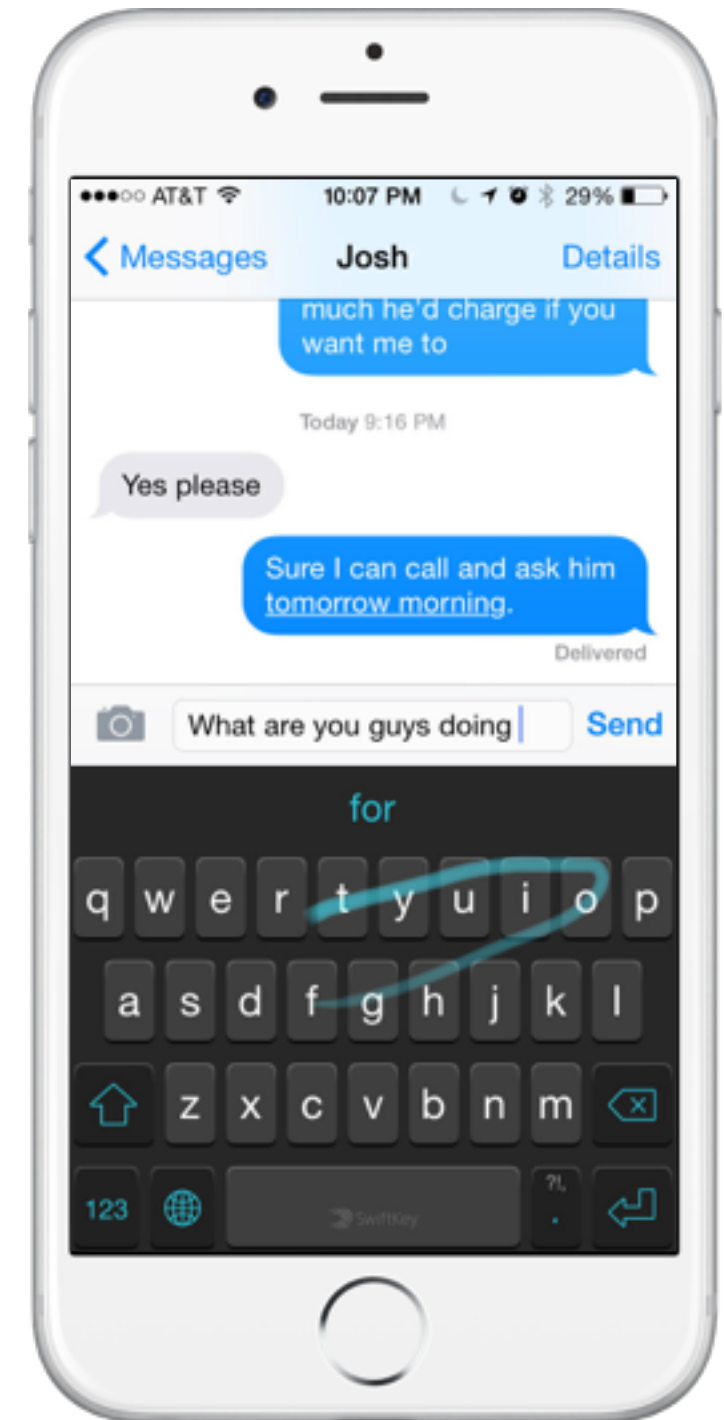 AT&T 10:07 PM 29%
Messages Josh Details
much he'd charge if you
want me to
Today 9:16 PM
Yes please
Sure I can call and ask him
tomorrow morning.
Delivered
What are you guys doing Send
for
q w e r t y u i o p
a s d f g h j k l
z x c v b n m
123 SwiftKey ?!, .